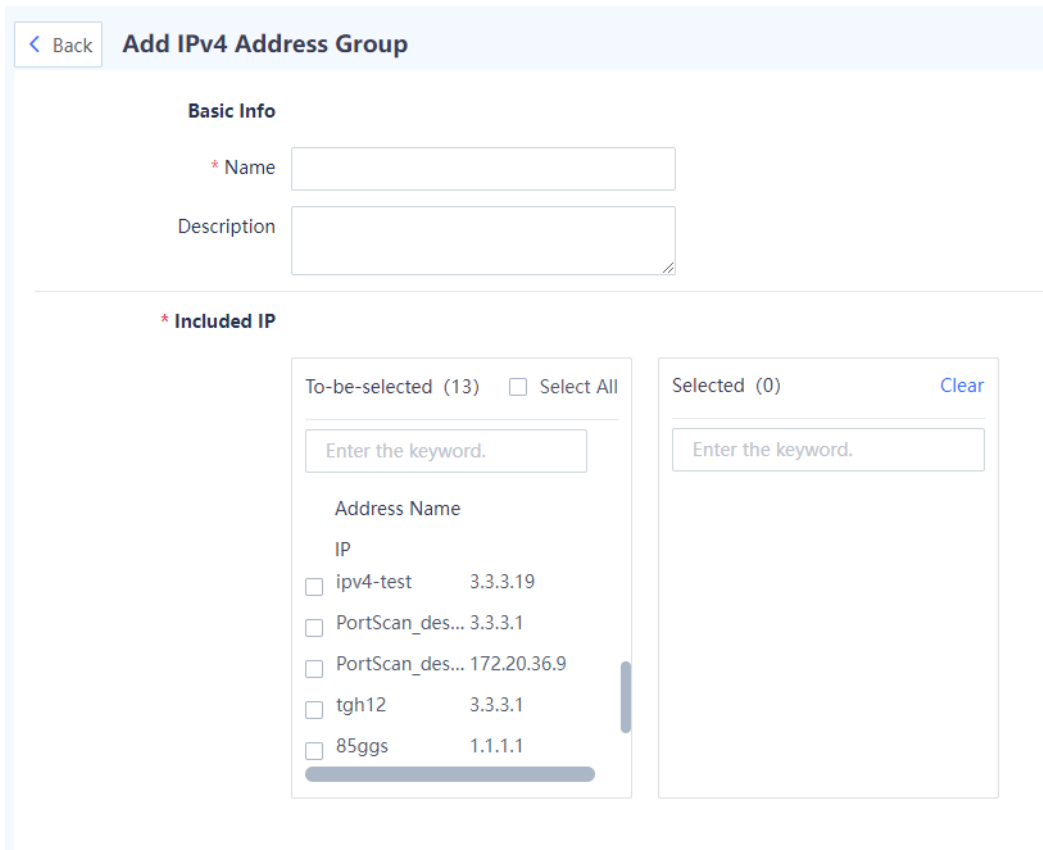 Back Add IPv4 Address Group
Basic Info
* Name
Description
* Included IP
To-be-selected (13) Select All
Enter the keyword.
Address Name
IP
ipv4-test 3.3.3.19
PortScan_des... 3.3.3.1
PortScan_des... 172.20.36.9
tgh12 3.3.3.1
85ggs 1.1.1.1
Selected (0) Clear
Enter the keyword.